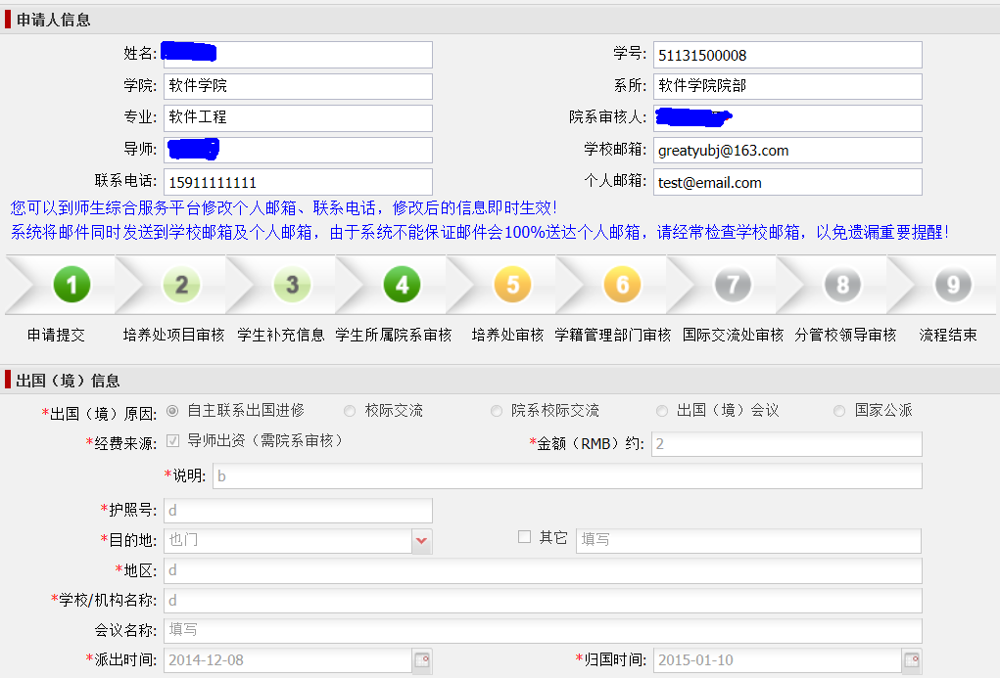 申请人信息
姓名: 学号: 51131500008
学院: 软件学院 系所: 软件学院院部
专业: 软件工程 院系审核人:
导师: 学校邮箱: greatyubj@163.com
联系电话: 15911111111 个人邮箱: test@email.com
您可以到师生综合服务平台修改个人邮箱、联系电话，修改后的信息即时生效！
系统将邮件同时发送到学校邮箱及个人邮箱，由于系统不能保证邮件会100%送达个人邮箱，请经常检查学校邮箱，以免遗漏重要提醒！
1 2 3 4 5 6 7 8 9
申请提交 培养处项目审核 学生补充信息 学生所属院系审核 培养处审核 学籍管理部门审核 国际交流处审核 分管校领导审核 流程结束
出国（境）信息
*出国（境）原因: 自主联系出国进修 校际交流 院系校际交流 出国（境）会议 国家公派
*经费来源: 导师出资（需院系审核） *金额（RMB）约: 2
*说明: b
*护照号: d
*目的地: 也门 其它 填写
*地区: d
*学校/机构名称: d
会议名称: 填写
*派出时间: 2014-12-08 *归国时间: 2015-01-10